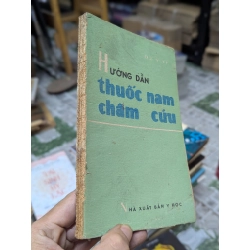 HƯỚNG DẪN
thuốc nam
châm cứu
NHÀ XUẤT BẢN Y HỌC